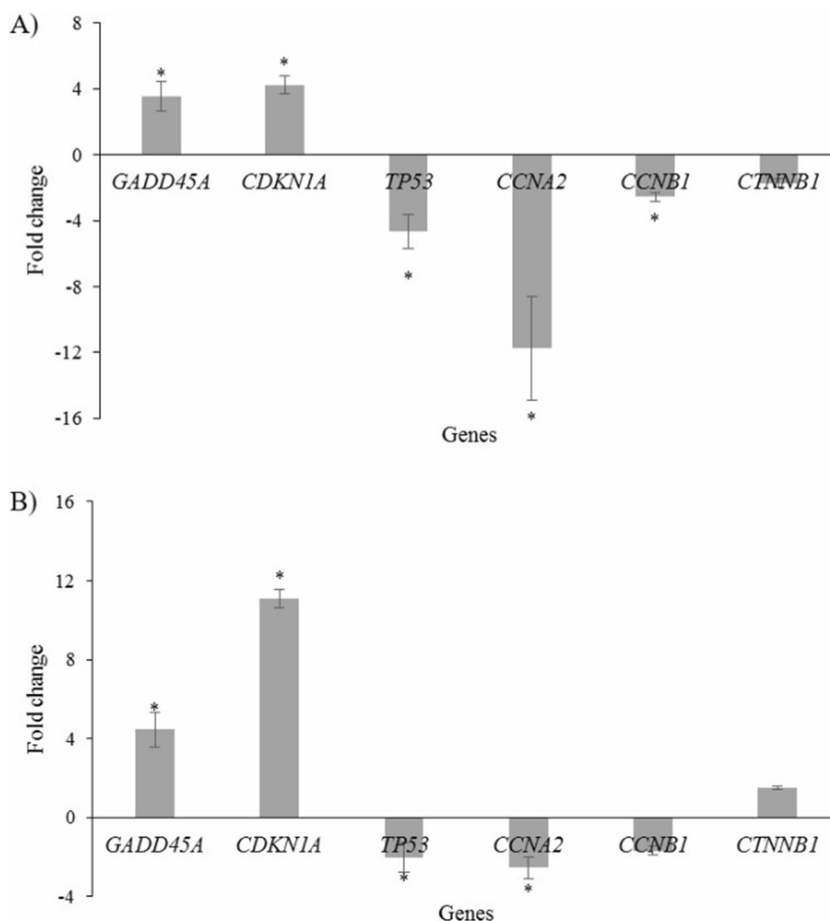 A)
8
4
0
-4
-8
-12
-16
Fold change
* * * * *
GADD45A CDKN1A TP53 CCNA2 CCNB1 CTNNB1
Genes
B)
16
12
8
4
0
-4
Fold change
* * * *
GADD45A CDKN1A TP53 CCNA2 CCNB1 CTNNB1
Genes